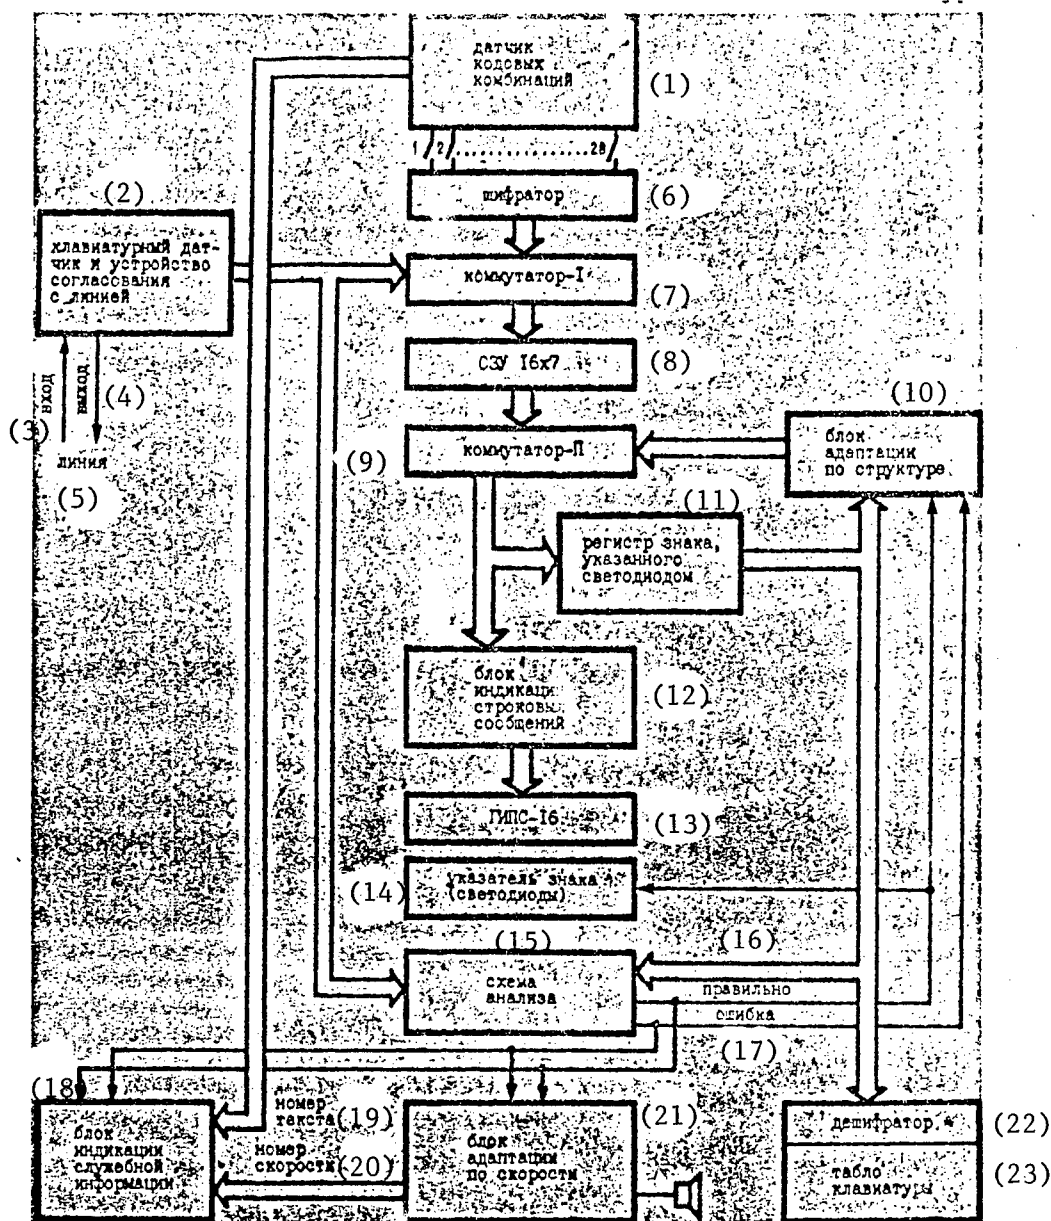 датчик
кодовых
комбинаций
(1)
1 2 ................ 28
(2)
шифратор
(6)
клавиатурный дат-
чик и устройство
согласования
с линией
коммутатор-I
(7)
СЗУ 16х7
(8)
вход
выход
(4)
(3)
линия
(5)
(9)
коммутатор-П
(10)
блок
адаптации
по структуре
(11)
регистр знака,
указанного
светодиодом
блок
индикаци
строковы
сообщений
(12)
ГИПС-16
(13)
(14)
указатель знака
(светодиоды)
(15)
(16)
схема
анализа
правильно
ошибка
(17)
(18)
номер
текста
(19)
(21)
блок
индикации
служебной
информации
номер
скорости
(20)
блок
адаптации
по скорости
дешифратор
(22)
табло
клавиатуры
(23)